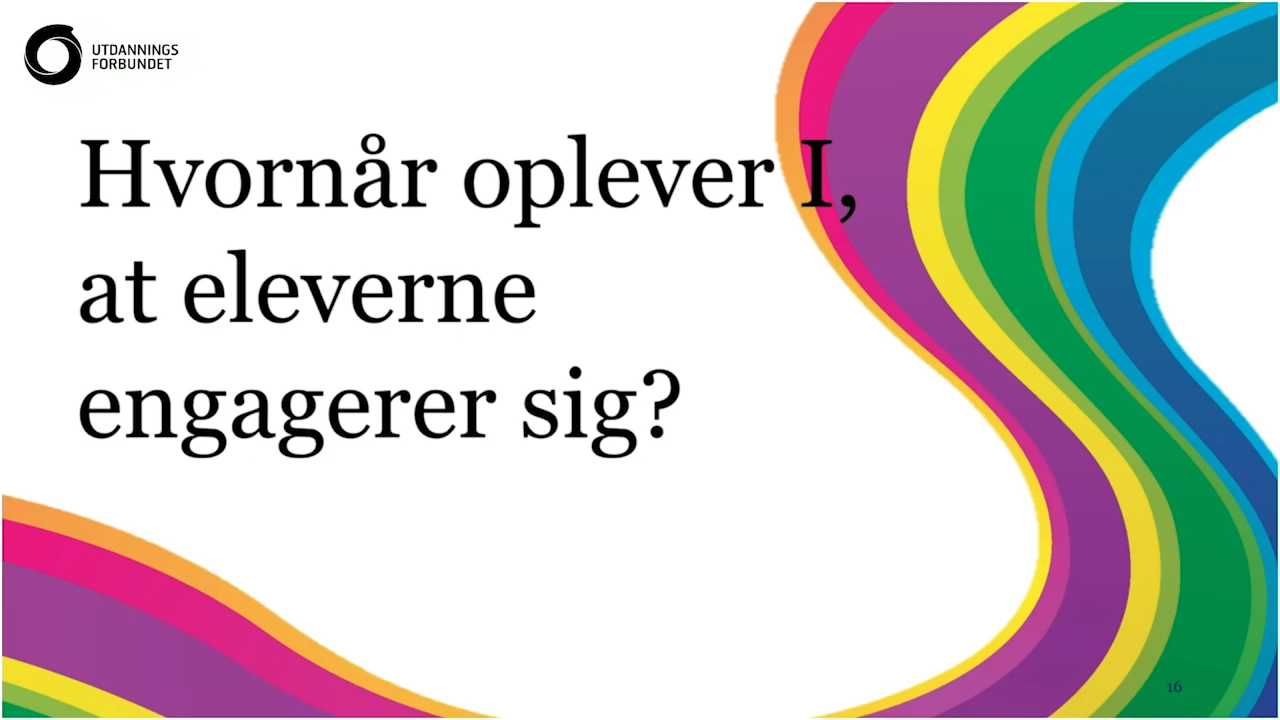 UTDANNINGS
FORBUNDET
Hvornår oplever I,
at eleverne
engagerer sig?
16